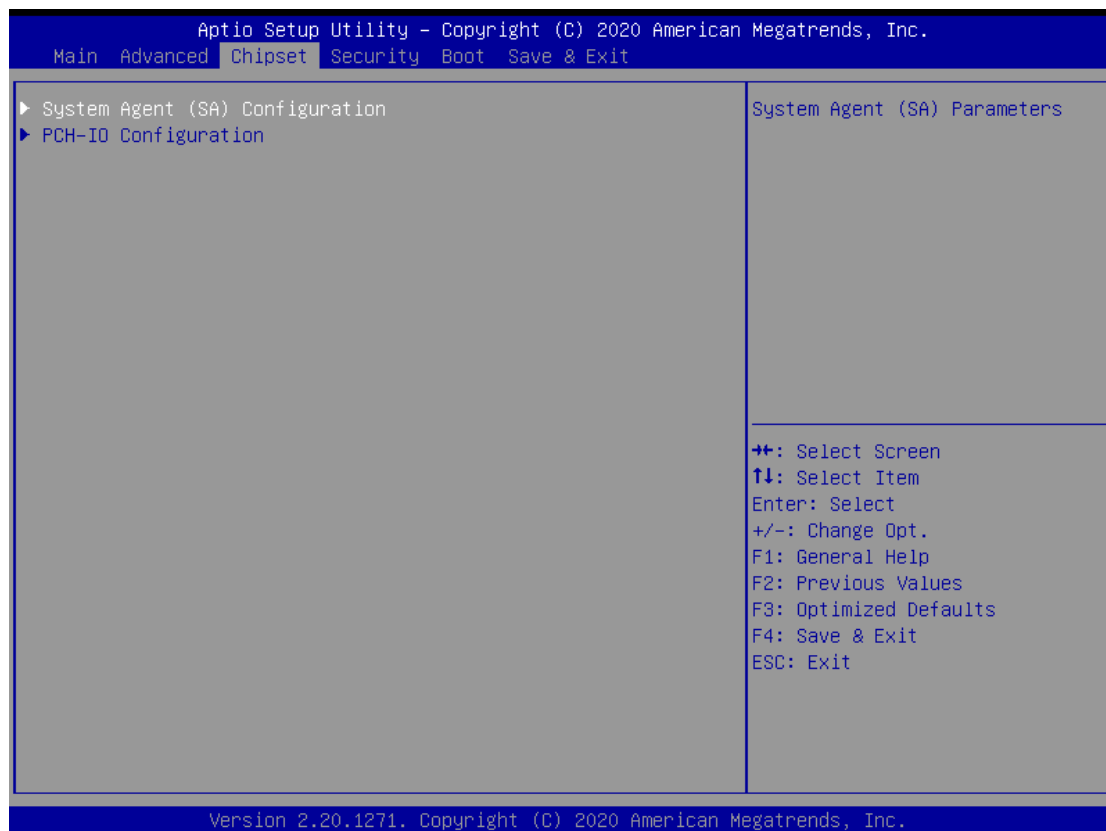 Aptio Setup Utility – Copyright (C) 2020 American Megatrends, Inc.
Main Advanced Chipset Security Boot Save & Exit
▶ System Agent (SA) Configuration
▶ PCH-IO Configuration
System Agent (SA) Parameters
→←: Select Screen
↑↓: Select Item
Enter: Select
+/-: Change Opt.
F1: General Help
F2: Previous Values
F3: Optimized Defaults
F4: Save & Exit
ESC: Exit
Version 2.20.1271. Copyright (C) 2020 American Megatrends, Inc.